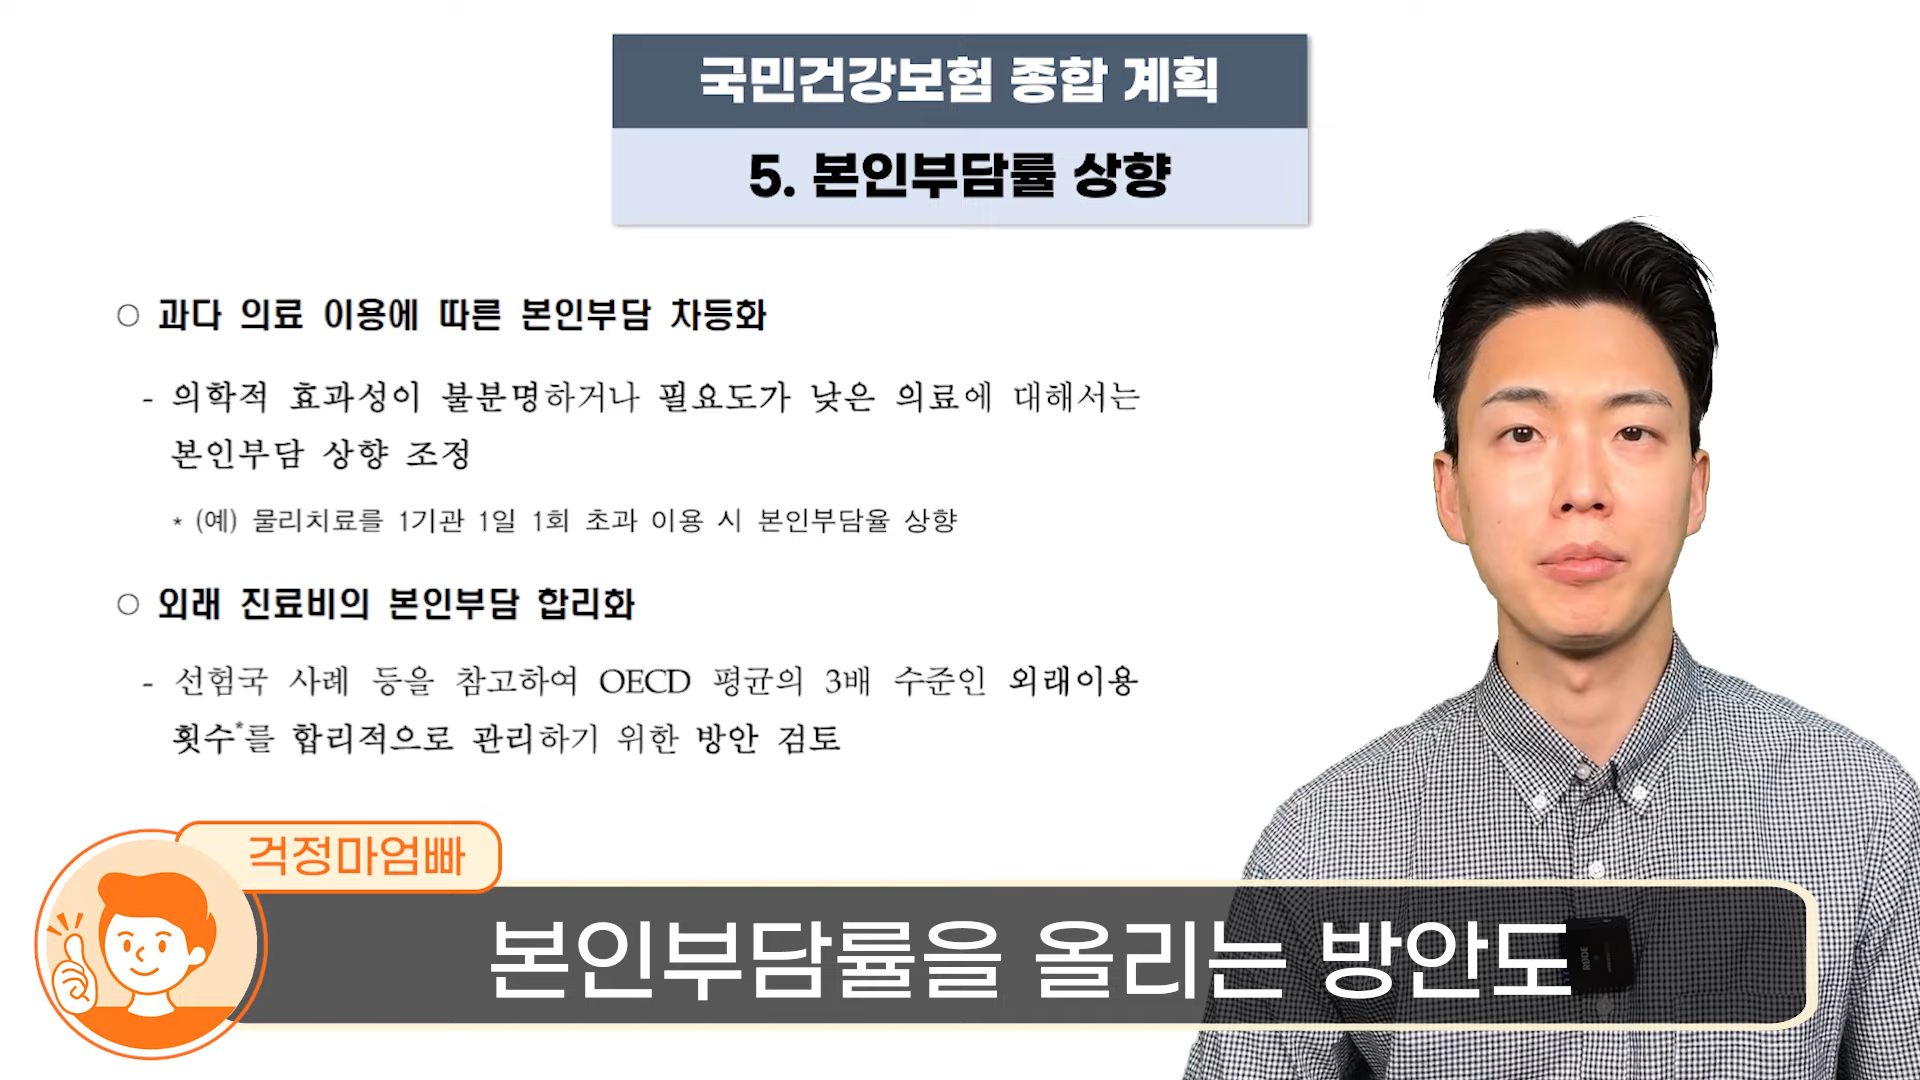 국민건강보험 종합 계획
5. 본인부담률 상향
○ 과다 의료 이용에 따른 본인부담 차등화
- 의학적 효과성이 불분명하거나 필요도가 낮은 의료에 대해서는
본인부담 상향 조정
* (예) 물리치료를 1기관 1일 1회 초과 이용 시 본인부담율 상향
○ 외래 진료비의 본인부담 합리화
- 선험국 사례 등을 참고하여 OECD 평균의 3배 수준인 외래이용
횟수*를 합리적으로 관리하기 위한 방안 검토
걱정마엄빠
본인부담률을 올리는 방안도
RØDE